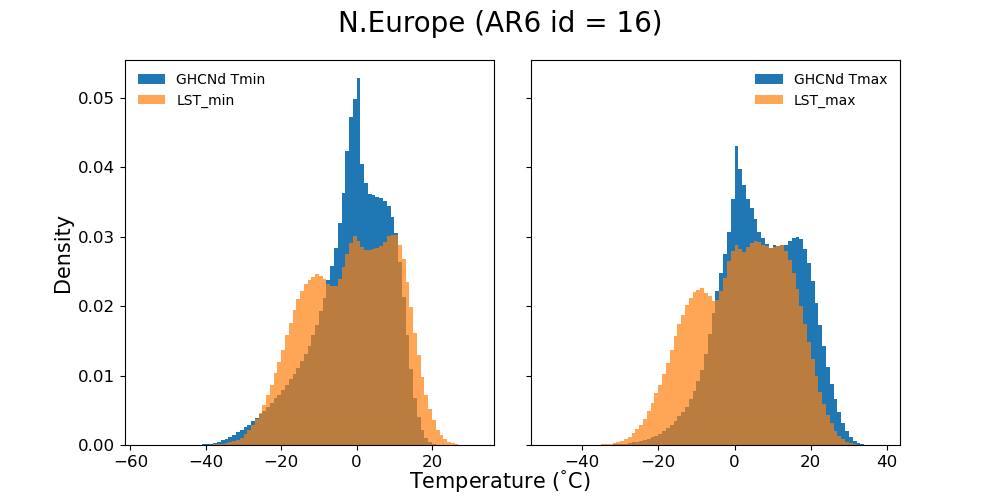 N.Europe (AR6 id = 16)
GHCNd Tmin
LST_min
GHCNd Tmax
LST_max
Density
0.05
0.04
0.03
0.02
0.01
0.00
−60 −40 −20 0 20
−40 −20 0 20 40
Temperature (˚C)